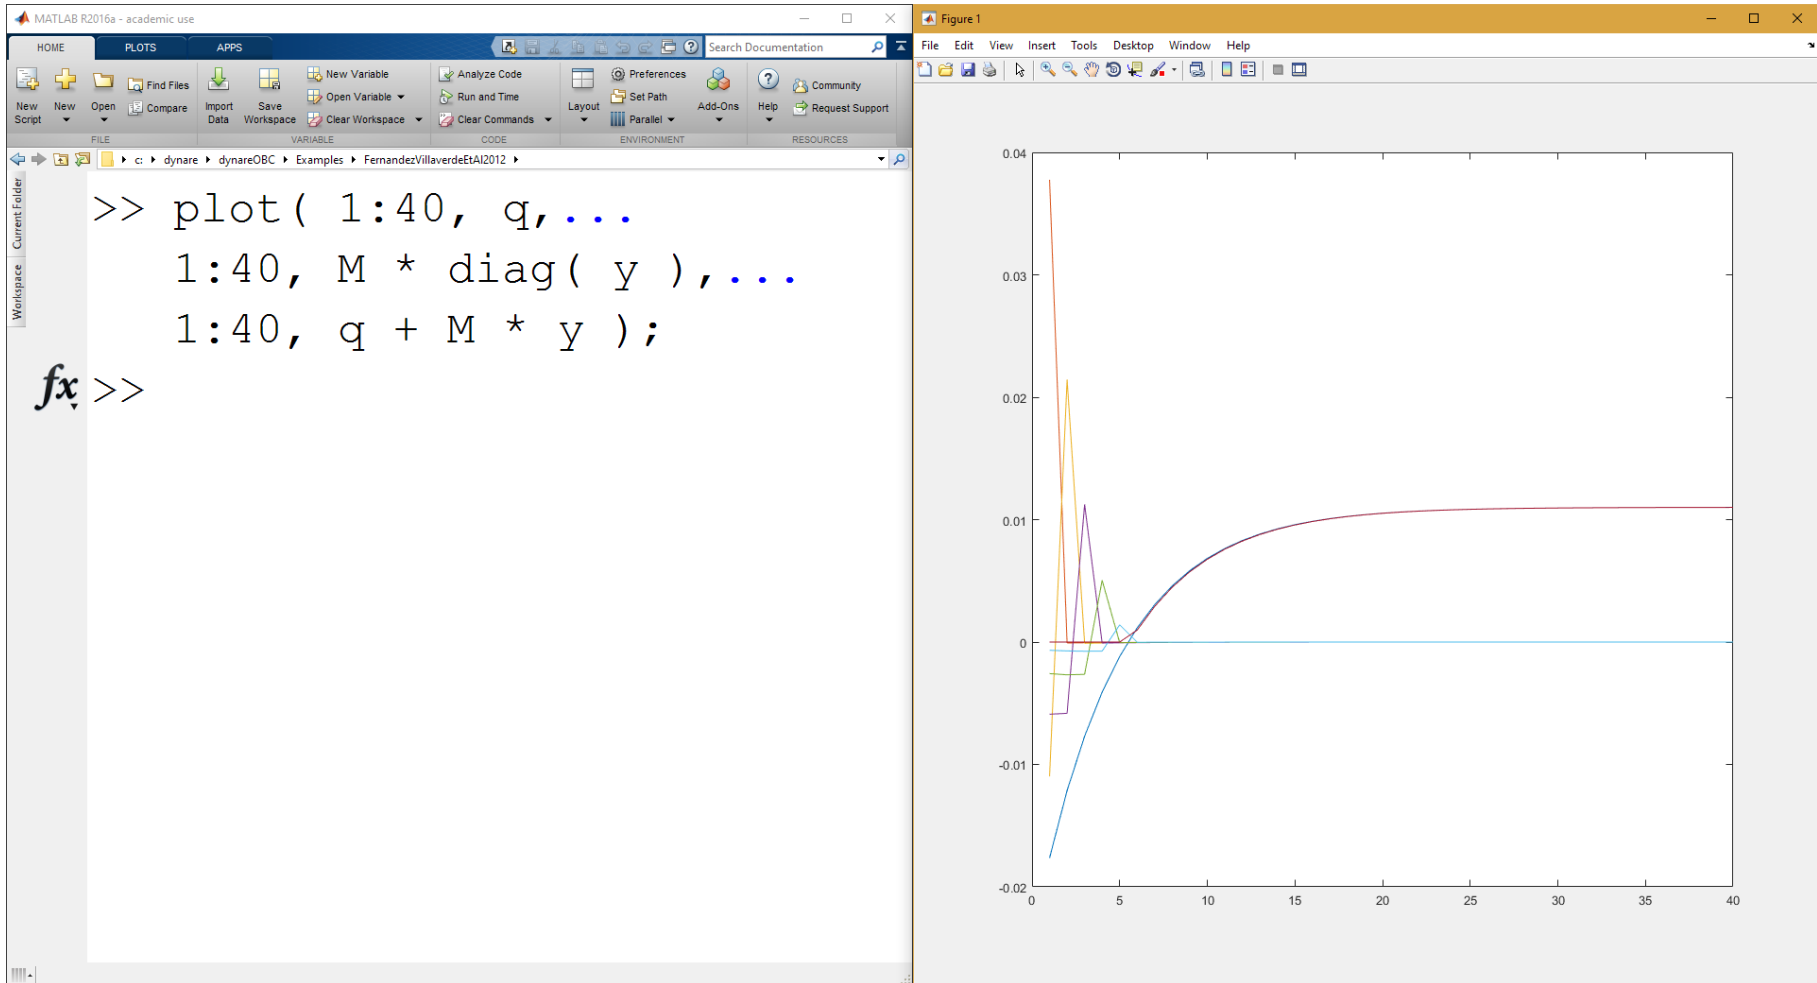 MATLAB R2016a - academic use
HOME PLOTS APPS
Search Documentation
New Script
New
Open
Find Files
Compare
FILE
Import Data
Save Workspace
New Variable
Open Variable
Clear Workspace
VARIABLE
Analyze Code
Run and Time
Clear Commands
CODE
Layout
Preferences
Set Path
Parallel
Add-Ons
ENVIRONMENT
Help
Community
Request Support
RESOURCES
c: dynare dynareOBC Examples FernandezVillaverdeEtAl2012
Current Folder
Workspace
>> plot( 1:40, q,...
1:40, M * diag( y ),...
1:40, q + M * y );
fx >>
Figure 1
File Edit View Insert Tools Desktop Window Help
0.04
0.03
0.02
0.01
0
-0.01
-0.02
0 5 10 15 20 25 30 35 40